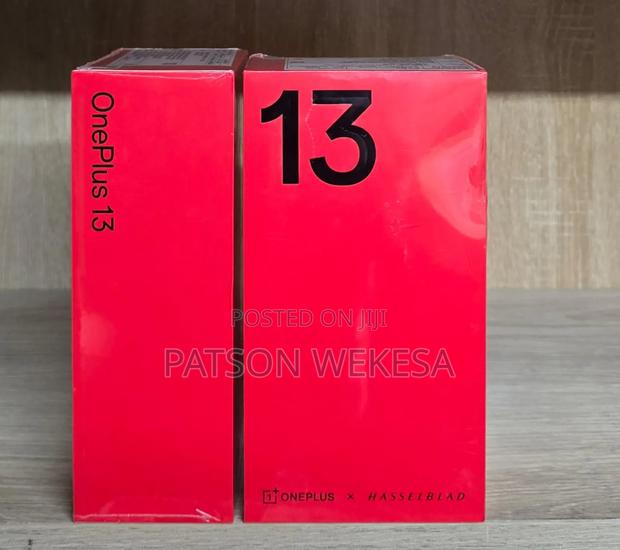 OnePlus 13
13
POSTED ON JIJI
PATSON WEKESA
1+ ONEPLUS × HASSELBLAD